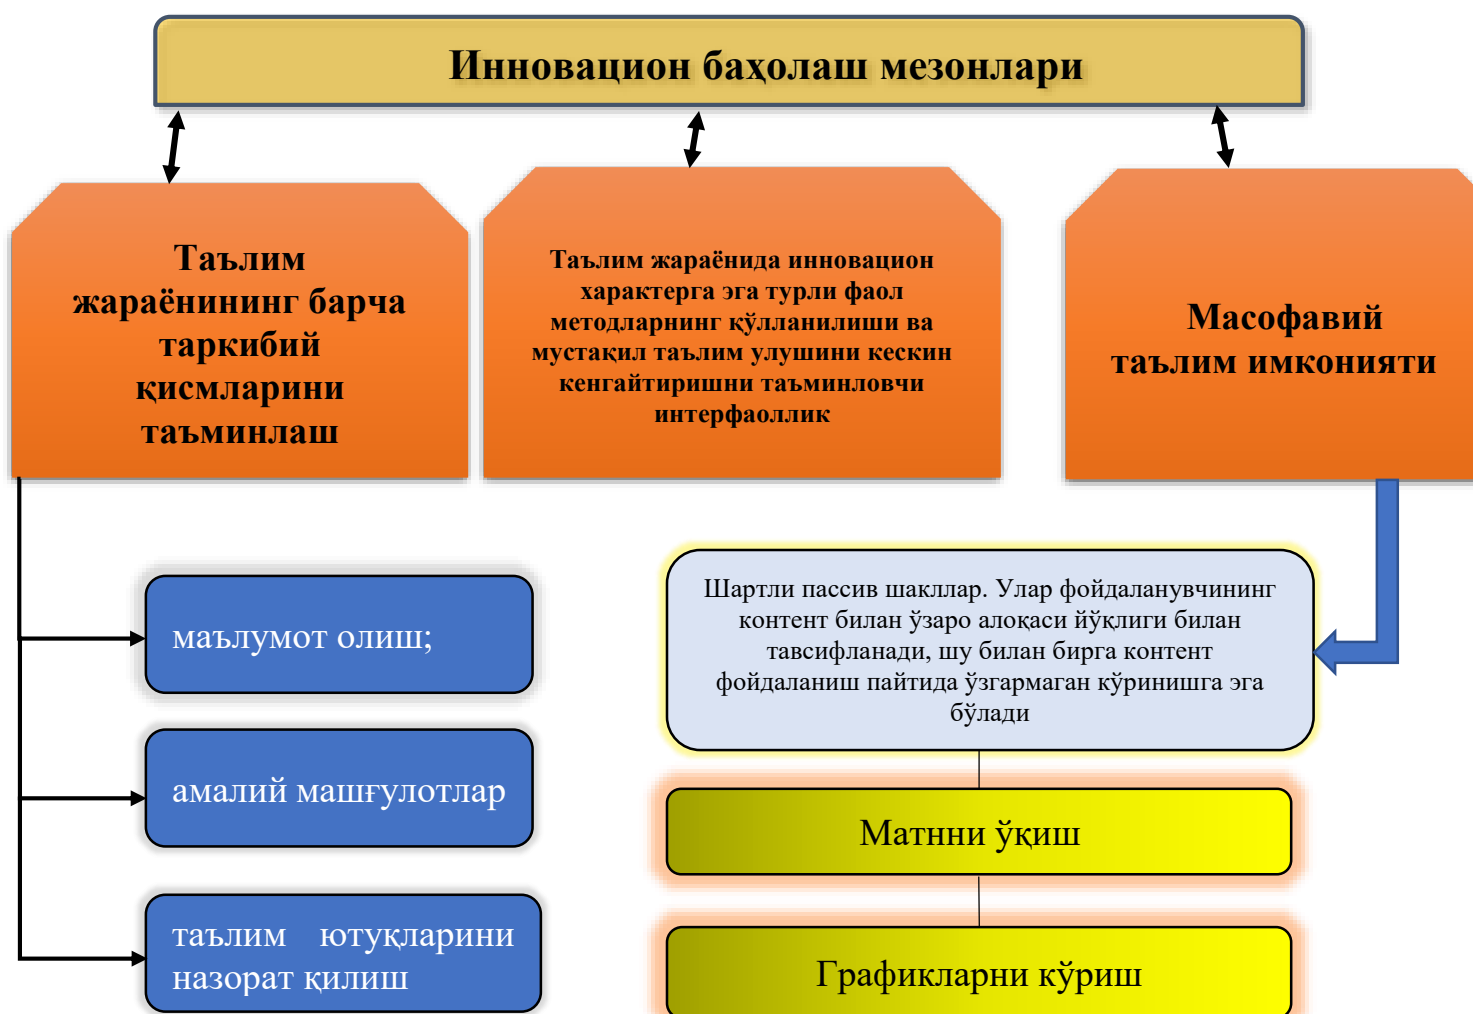 Инновацион баҳолаш мезонлари
Таълим
жараёнининг барча
таркибий
қисмларини
таъминлаш
Таълим жараёнида инновацион
характерга эга турли фаол
методларнинг қўлланилиши ва
мустақил таълим улушини кескин
кенгайтиришни таъминловчи
интерфаоллик
Масофавий
таълим имконияти
маълумот олиш;
амалий машғулотлар
таълим ютуқларини
назорат қилиш
Шартли пассив шакллар. Улар фойдаланувчининг
контент билан ўзаро алоқаси йўқлиги билан
тавсифланади, шу билан бирга контент
фойдаланиш пайтида ўзгармаган кўринишга эга
бўлади
Матнни ўқиш
Графикларни кўриш